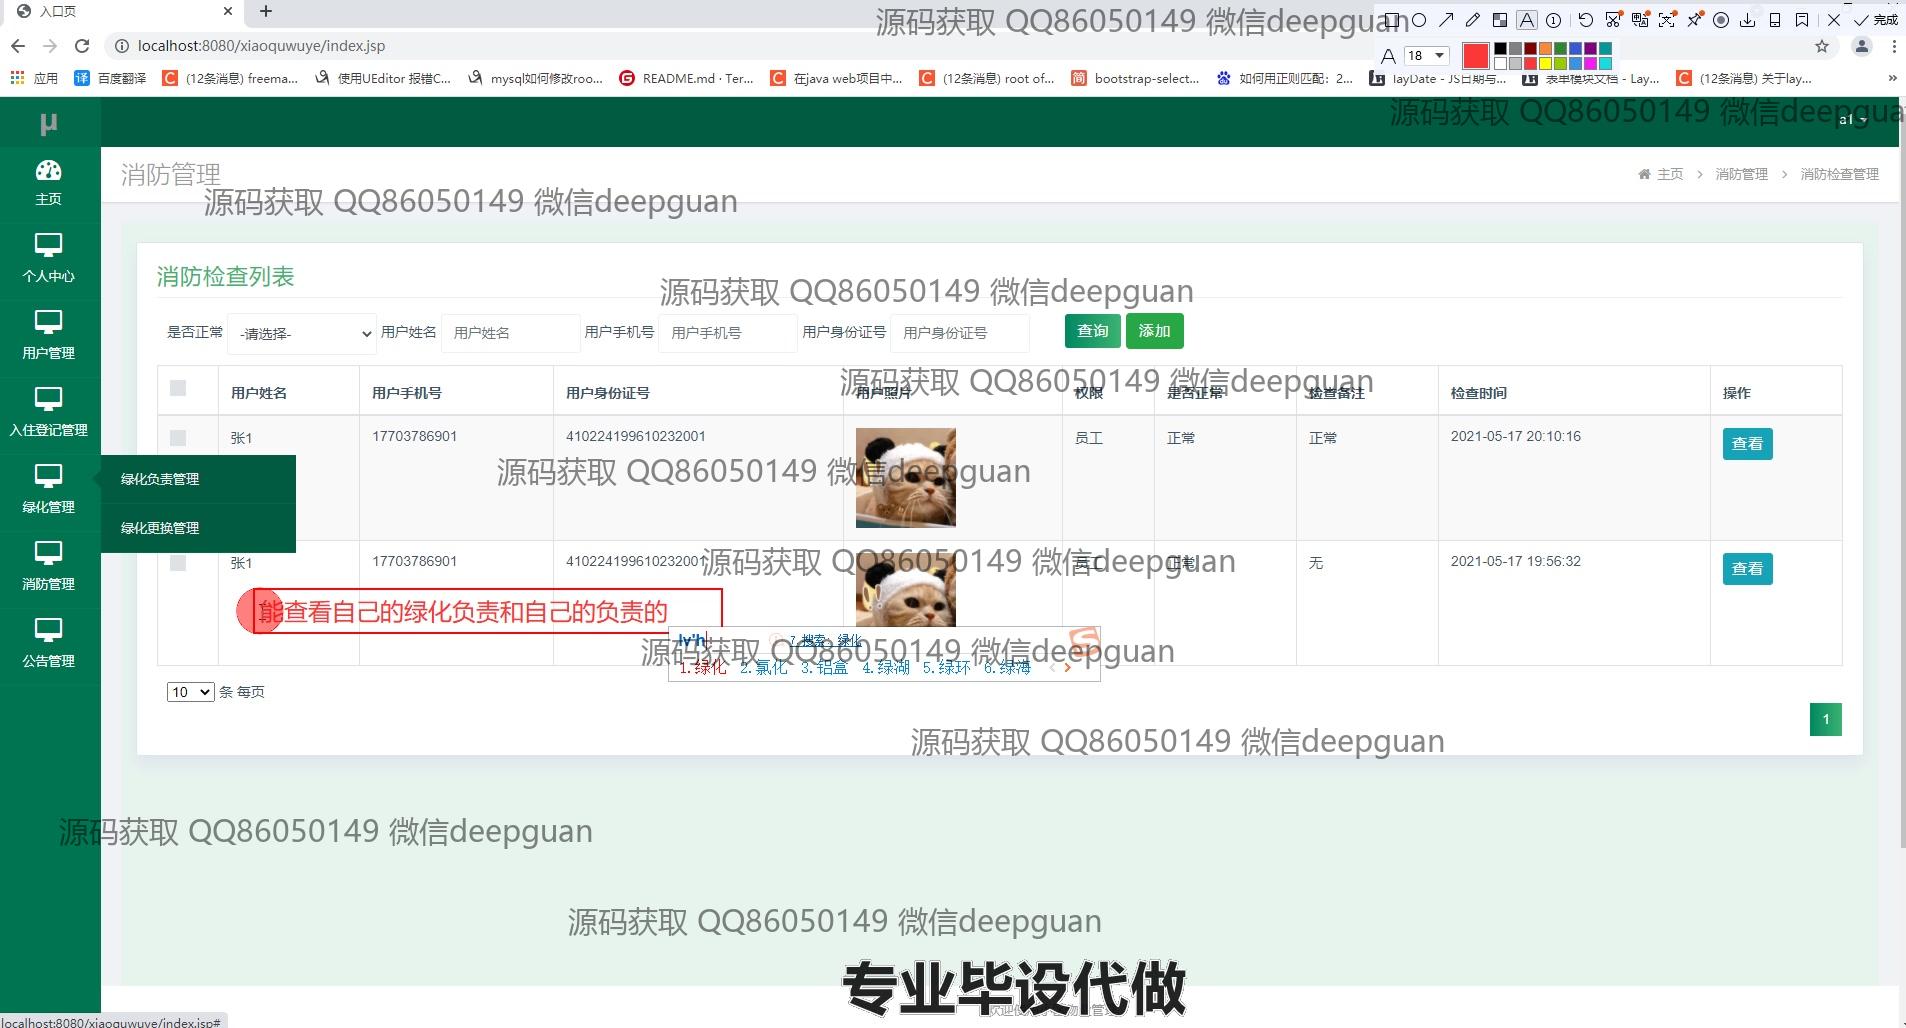 入口页
源码获取 QQ86050149 微信deepguan
完成
localhost:8080/xiaoquwuye/index.jsp
18
应用 百度翻译 (12条消息) freema... 使用UEditor 报错C... mysql如何修改roo... README.md · Ter... 在java web项目中... (12条消息) root of... bootstrap-select... 如何用正则匹配：2... layDate - JS日期与... 表单模块文档 - Lay... (12条消息) 关于lay...
μ
源码获取 QQ86050149 微信deepgua
a1
主页
消防管理
主页 > 消防管理 > 消防检查管理
源码获取 QQ86050149 微信deepguan
个人中心
用户管理
入住登记管理
绿化管理
消防管理
公告管理
绿化负责管理
绿化更换管理
消防检查列表
源码获取 QQ86050149 微信deepguan
是否正常 -请选择- 用户姓名 用户姓名 用户手机号 用户手机号 用户身份证号 用户身份证号 查询 添加
源码获取 QQ86050149 微信deepguan
用户姓名 用户手机号 用户身份证号 用户照片 权限 是否正常 检查备注 检查时间 操作
张1 17703786901 410224199610232001 员工 正常 正常 2021-05-17 20:10:16 查看
源码获取 QQ86050149 微信deepguan
张1 17703786901 410224199610232001 员工 正常 无 2021-05-17 19:56:32 查看
源码获取 QQ86050149 微信deepguan
能查看自己的绿化负责和自己的负责的
lv'h 7.搜索：绿化
源码获取 QQ86050149 微信deepguan
1.绿化 2.氯化 3.铝盒 4.绿湖 5.绿环 6.绿海
10 条 每页
1
源码获取 QQ86050149 微信deepguan
源码获取 QQ86050149 微信deepguan
源码获取 QQ86050149 微信deepguan
专业毕设代做
localhost:8080/xiaoquwuye/index.jsp#